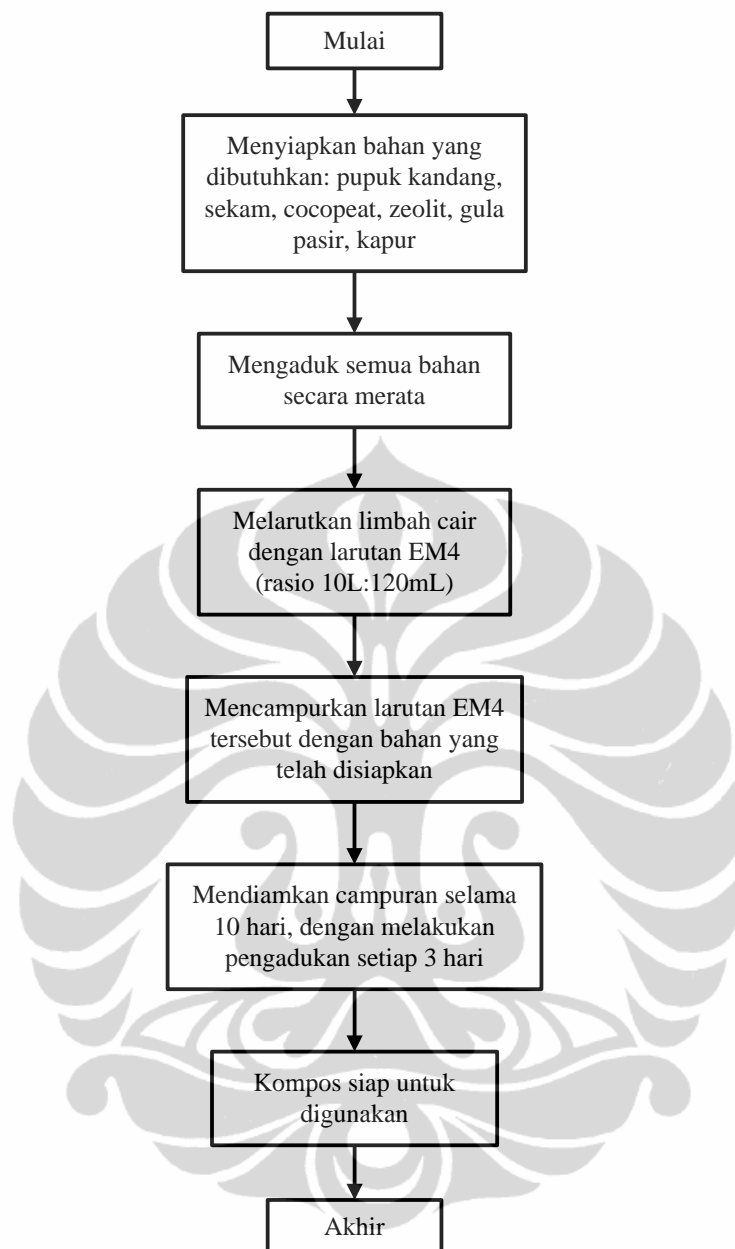 Mulai
Menyiapkan bahan yang
dibutuhkan: pupuk kandang,
sekam, cocopeat, zeolit, gula
pasir, kapur
Mengaduk semua bahan
secara merata
Melarutkan limbah cair
dengan larutan EM4
(rasio 10L:120mL)
Mencampurkan larutan EM4
tersebut dengan bahan yang
telah disiapkan
Mendiamkan campuran selama
10 hari, dengan melakukan
pengadukan setiap 3 hari
Kompos siap untuk
digunakan
Akhir